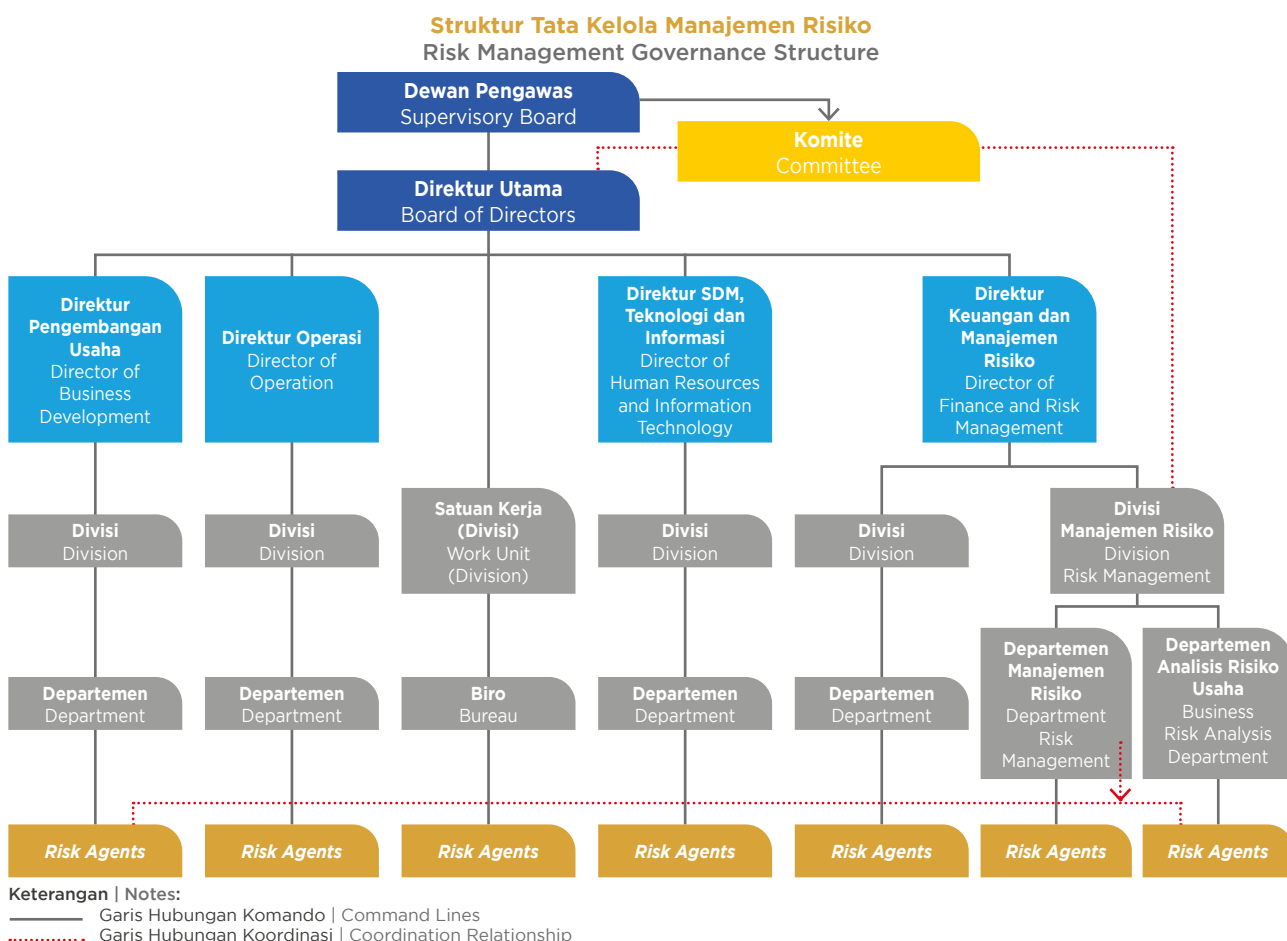 Struktur Tata Kelola Manajemen Risiko
Risk Management Governance Structure
Dewan Pengawas
Supervisory Board
Komite
Committee
Direktur Utama
Board of Directors
Direktur
Pengembangan
Usaha
Director of
Business
Development
Direktur Operasi
Director of
Operation
Direktur SDM,
Teknologi dan
Informasi
Director of
Human Resources
and Information
Technology
Direktur
Keuangan dan
Manajemen
Risiko
Director of
Finance and Risk
Management
Divisi
Division
Divisi
Division
Satuan Kerja
(Divisi)
Work Unit
(Division)
Divisi
Division
Divisi
Division
Divisi
Manajemen Risiko
Division
Risk Management
Departemen
Department
Departemen
Department
Biro
Bureau
Departemen
Department
Departemen
Department
Departemen
Manajemen
Risiko
Department
Risk
Management
Departemen
Analisis Risiko
Usaha
Business
Risk Analysis
Department
Risk Agents
Risk Agents
Risk Agents
Risk Agents
Risk Agents
Risk Agents
Risk Agents
Keterangan | Notes:
Garis Hubungan Komando | Command Lines
Garis Hubungan Koordinasi | Coordination Relationship